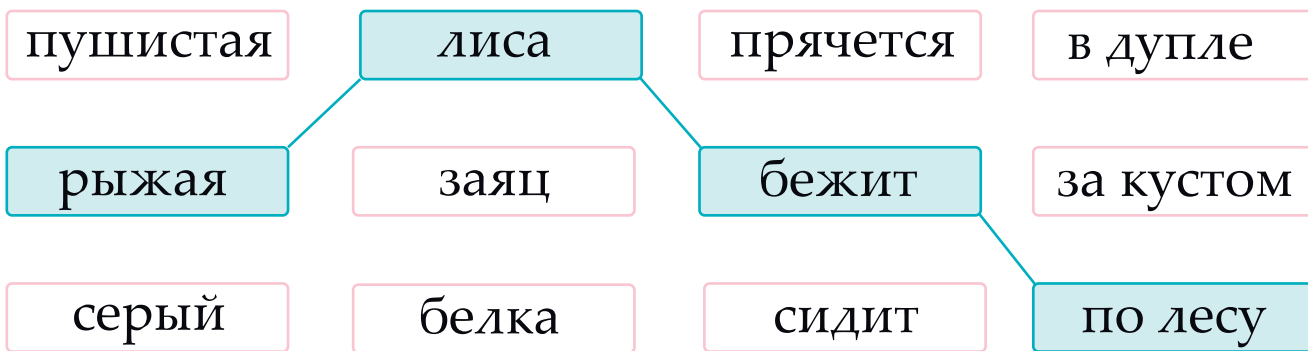 пушистая лиса прячется в дупле
рыжая заяц бежит за кустом
серый белка сидит по лесу